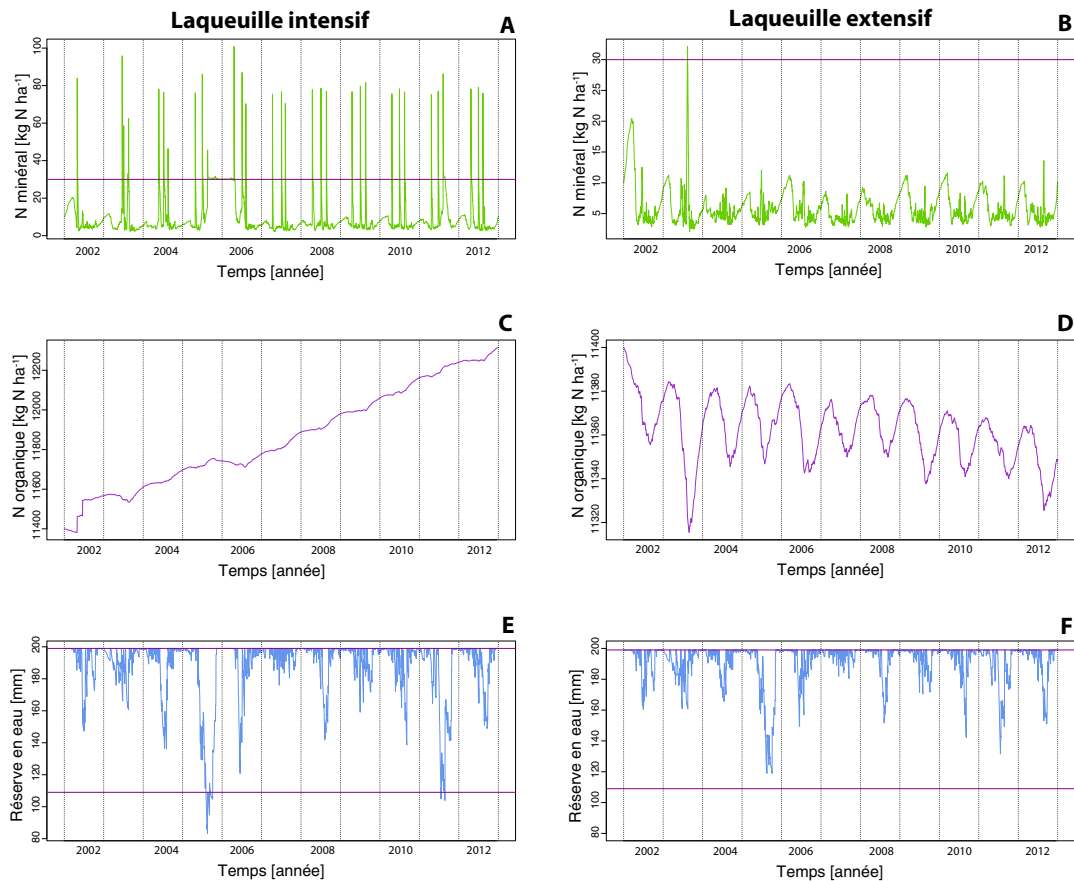 Laqueuille intensif
A
N minéral [kg N ha-1]
100
80
60
40
20
0
2002 2004 2006 2008 2010 2012
Temps [année]
Laqueuille extensif
B
N minéral [kg N ha-1]
30
25
20
15
10
5
2002 2004 2006 2008 2010 2012
Temps [année]
C
N organique [kg N ha-1]
12200
12000
11800
11600
11400
2002 2004 2006 2008 2010 2012
Temps [année]
D
N organique [kg N ha-1]
11400
11380
11360
11340
11320
2002 2004 2006 2008 2010 2012
Temps [année]
E
Réserve en eau [mm]
200
180
160
140
120
100
80
2002 2004 2006 2008 2010 2012
Temps [année]
F
Réserve en eau [mm]
200
180
160
140
120
100
80
2002 2004 2006 2008 2010 2012
Temps [année]